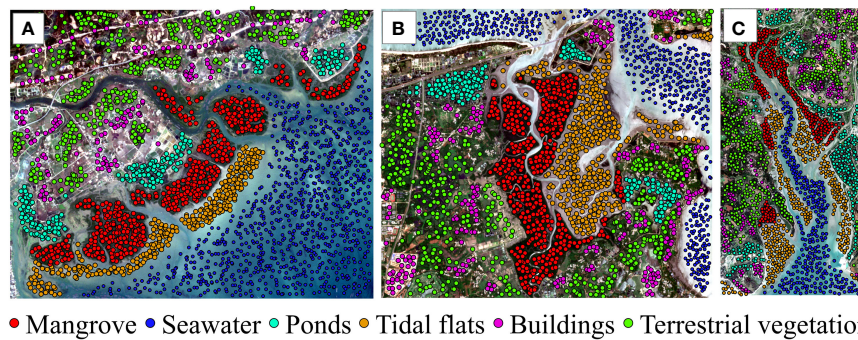 A
B
C
Mangrove Seawater Ponds Tidal flats Buildings Terrestrial vegetatio